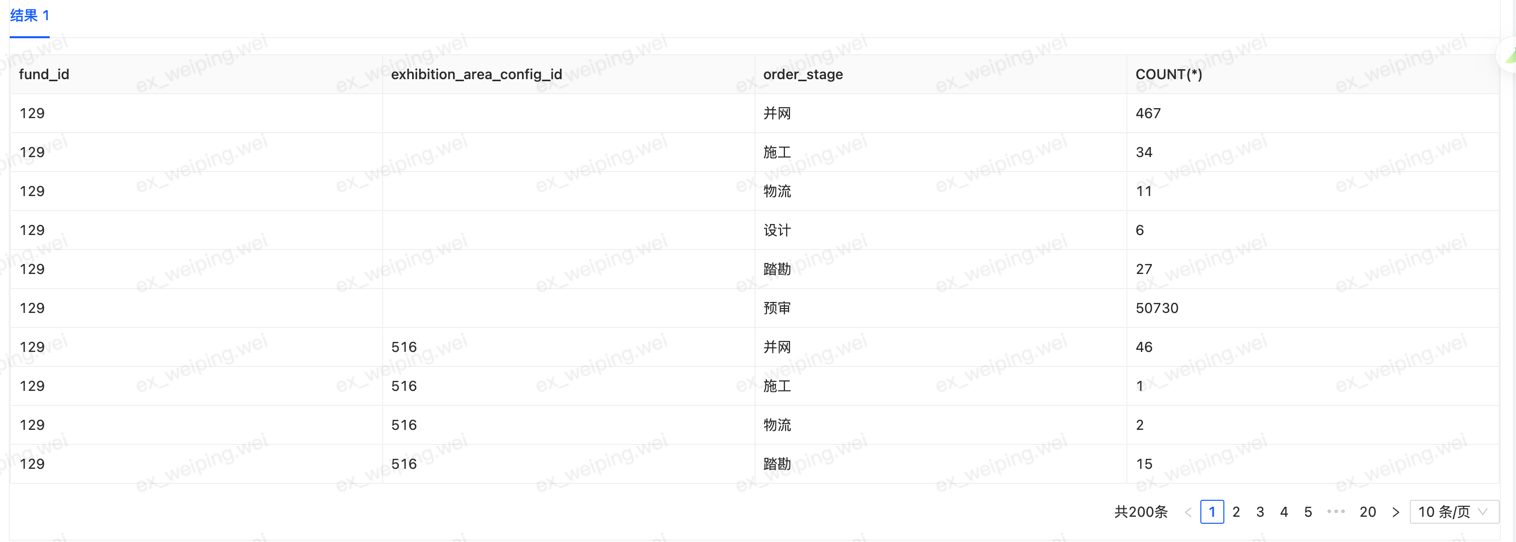 结果 1
fund_id exhibition_area_config_id order_stage COUNT(*)
129 并网 467
129 施工 34
129 物流 11
129 设计 6
129 踏勘 27
129 预审 50730
129 516 并网 46
129 516 施工 1
129 516 物流 2
129 516 踏勘 15
共200条 < 1 2 3 4 5 ••• 20 > 10 条/页
ex_weiping.wei